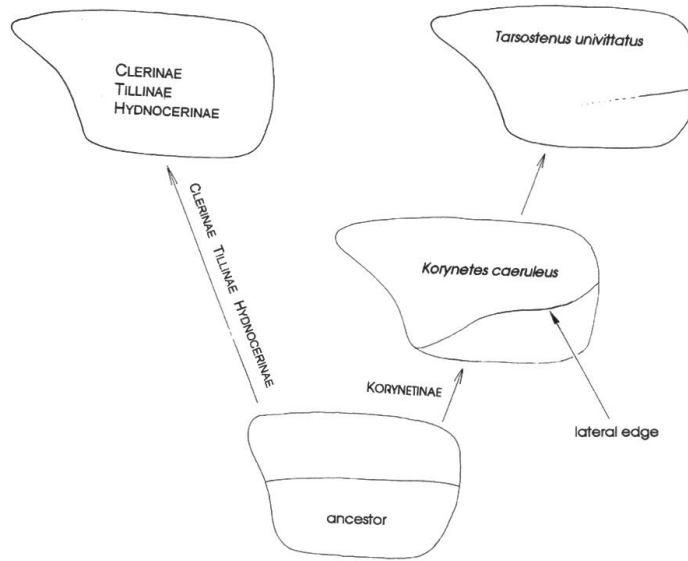 CLERINAE
TILLINAE
HYDNOCERINAE
Tarsostenus univittatus
CLERINAE TILLINAE HYDNOCERINAE
Korynetes caeruleus
KORYNETINAE
lateral edge
ancestor